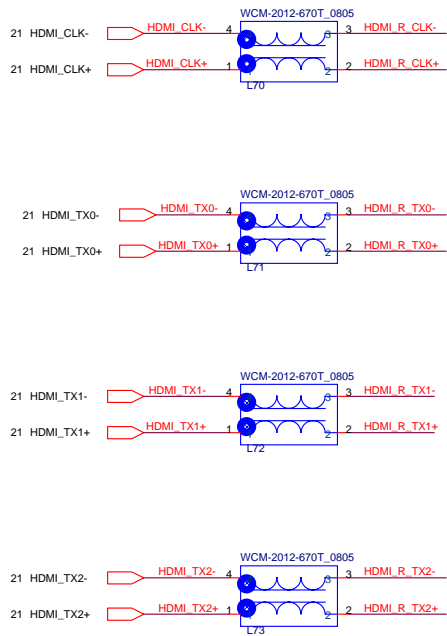 WCM-2012-670T_0805
21 HDMI_CLK- HDMI_CLK- 4 3 3 HDMI_R_CLK-
21 HDMI_CLK+ HDMI_CLK+ 1 2 2 HDMI_R_CLK+
L70
WCM-2012-670T_0805
21 HDMI_TX0- HDMI_TX0- 4 3 3 HDMI_R_TX0-
21 HDMI_TX0+ HDMI_TX0+ 1 2 2 HDMI_R_TX0+
L71
WCM-2012-670T_0805
21 HDMI_TX1- HDMI_TX1- 4 3 3 HDMI_R_TX1-
21 HDMI_TX1+ HDMI_TX1+ 1 2 2 HDMI_R_TX1+
L72
WCM-2012-670T_0805
21 HDMI_TX2- HDMI_TX2- 4 3 3 HDMI_R_TX2-
21 HDMI_TX2+ HDMI_TX2+ 1 2 2 HDMI_R_TX2+
L73